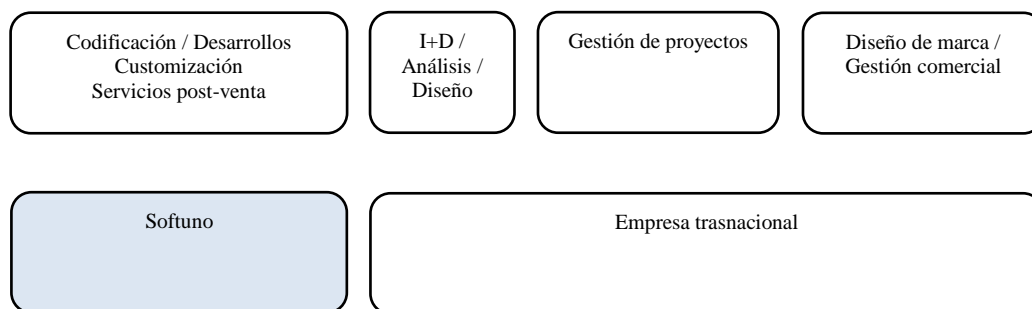 Codificación / Desarrollos
Customización
Servicios post-venta
I+D /
Análisis /
Diseño
Gestión de proyectos
Diseño de marca /
Gestión comercial
Softuno
Empresa trasnacional